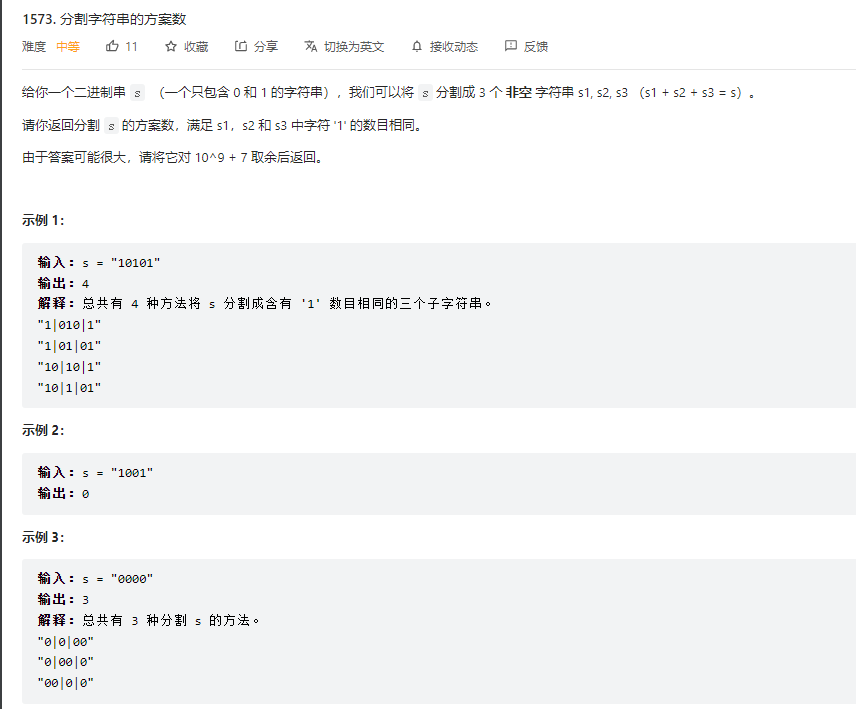 1573. 分割字符串的方案数
难度 中等 11 收藏 分享 切换为英文 接收动态 反馈
给你一个二进制串 s （一个只包含 0 和 1 的字符串），我们可以将 s 分割成 3 个 非空 字符串 s1, s2, s3 （s1 + s2 + s3 = s）。
请你返回分割 s 的方案数，满足 s1，s2 和 s3 中字符 '1' 的数目相同。
由于答案可能很大，请将它对 10^9 + 7 取余后返回。
示例 1：
输入：s = "10101"
输出：4
解释：总共有 4 种方法将 s 分割成含有 '1' 数目相同的三个子字符串。
"1|010|1"
"1|01|01"
"10|10|1"
"10|1|01"
示例 2：
输入：s = "1001"
输出：0
示例 3：
输入：s = "0000"
输出：3
解释：总共有 3 种分割 s 的方法。
"0|0|00"
"0|00|0"
"00|0|0"